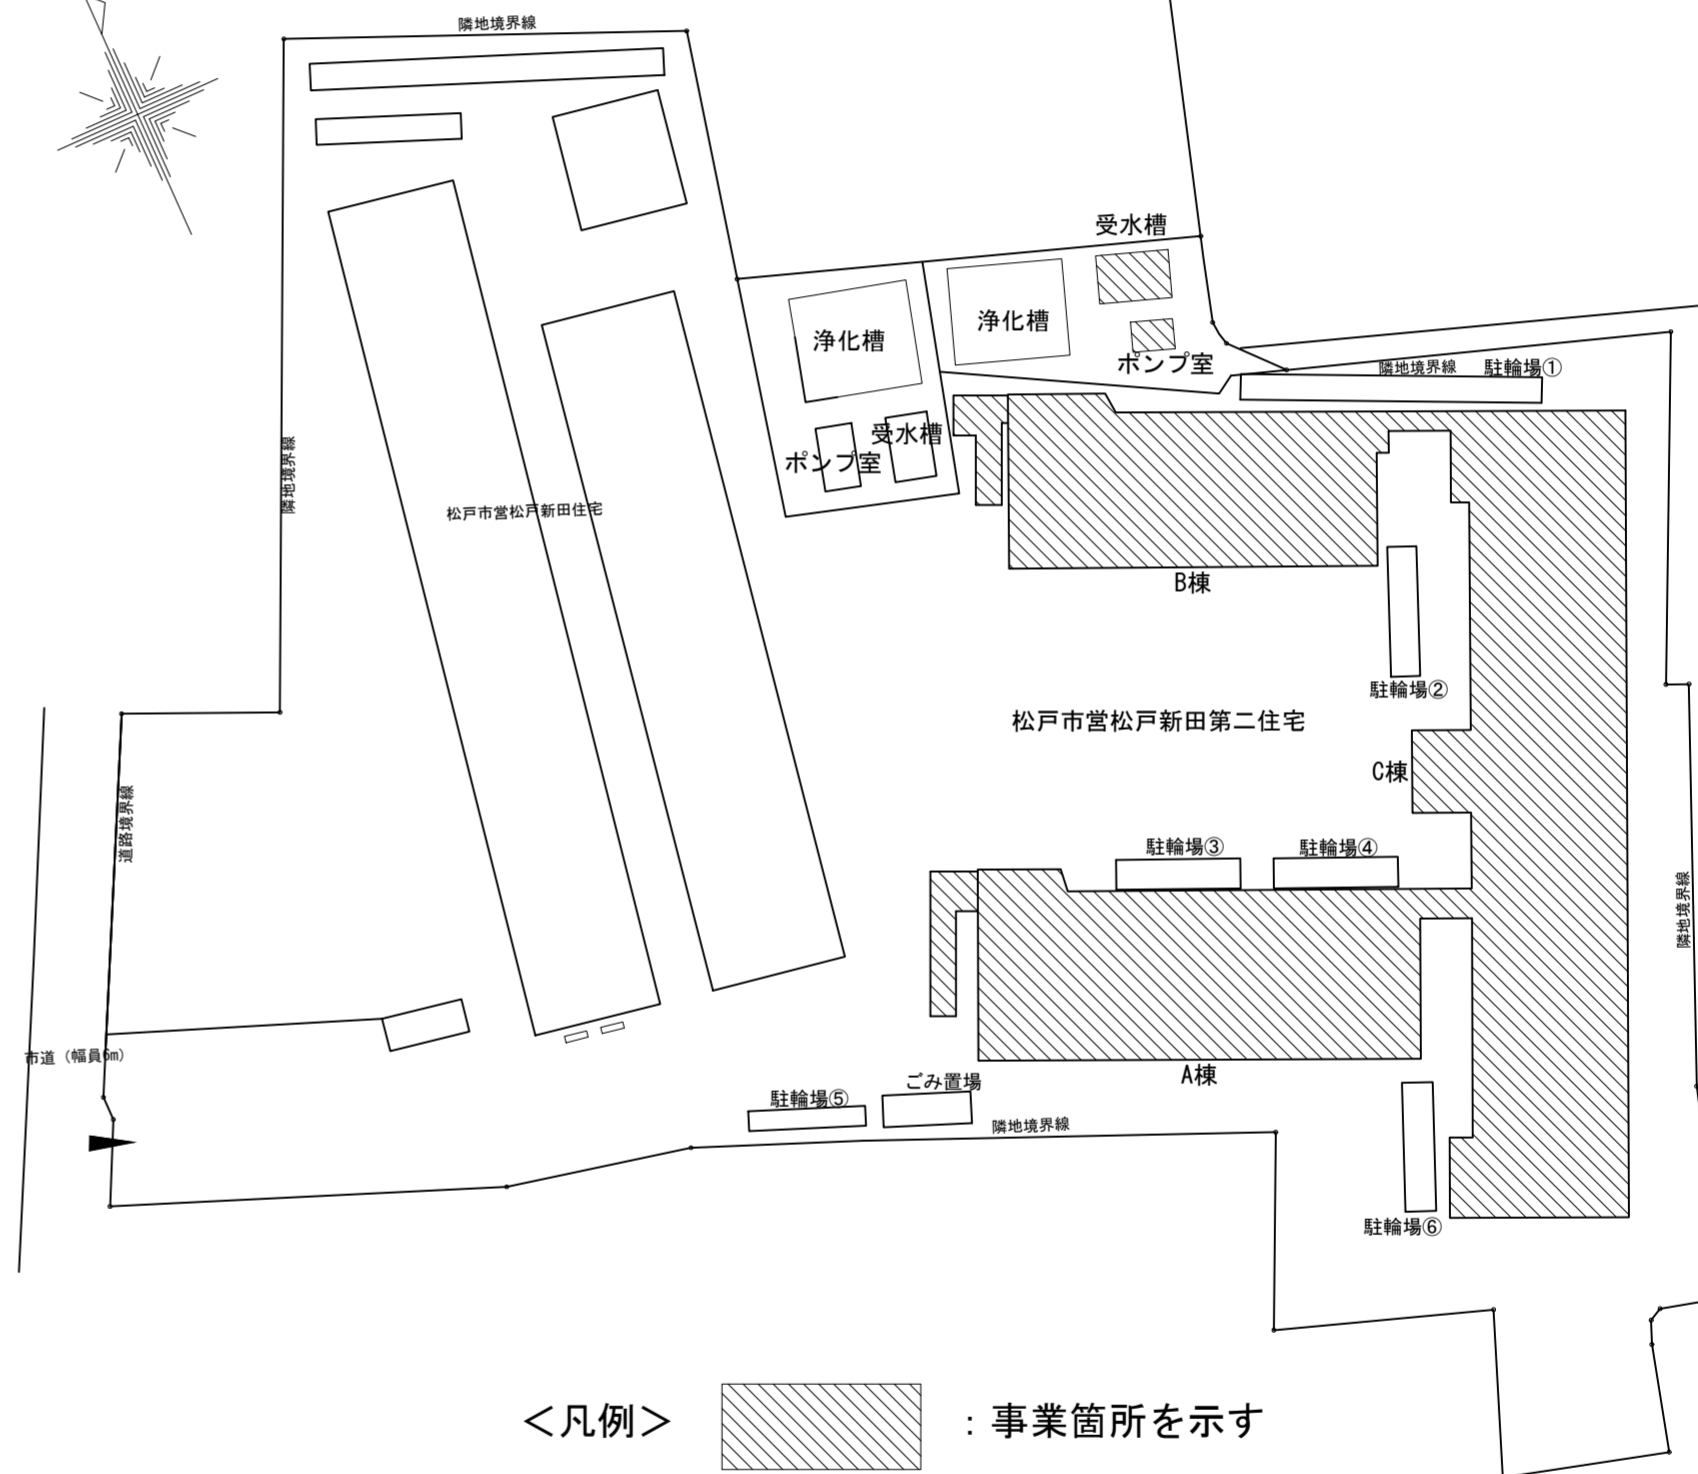 隣地境界線
受水槽
浄化槽
浄化槽
ポンプ室
隣地境界線
駐輪場①
受水槽
ポンプ室
隣地境界線
松戸市営松戸新田住宅
B棟
駐輪場②
松戸市営松戸新田第二住宅
C棟
道路境界線
駐輪場③
駐輪場④
隣地境界線
市道（幅員6m）
A棟
ごみ置場
駐輪場⑤
隣地境界線
駐輪場⑥
＜凡例＞ ：事業箇所を示す